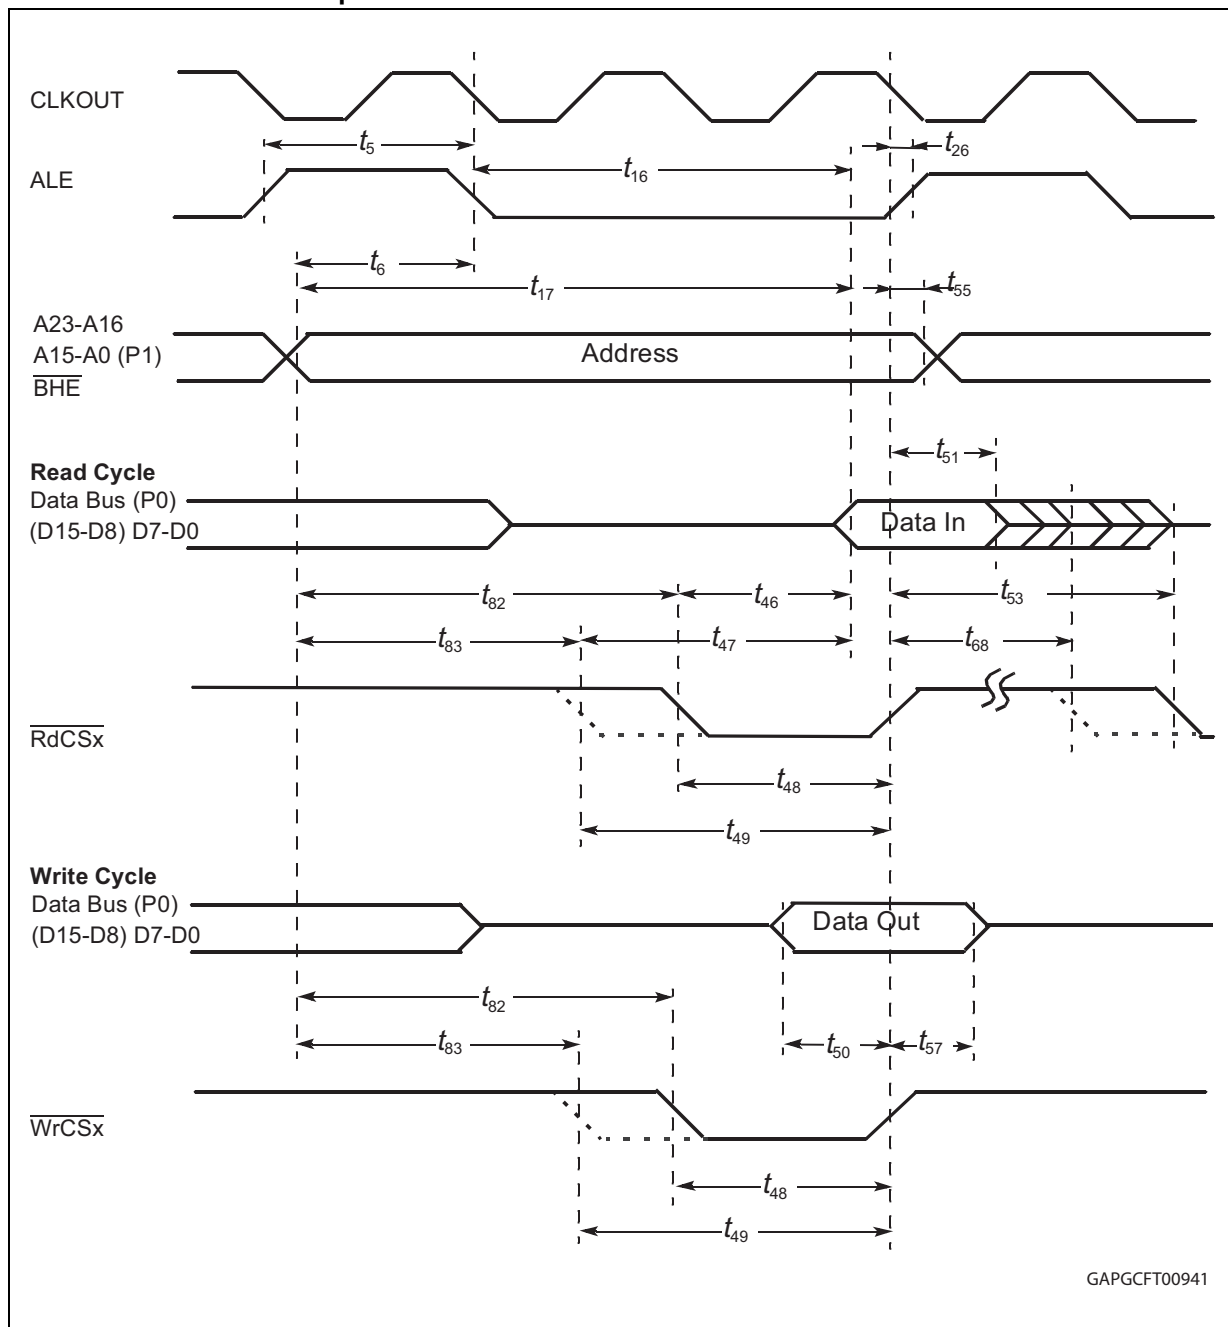 CLKOUT
t5
t26
ALE
t16
t6
t17
t55
A23-A16
A15-A0 (P1)
BHE
Address
t51
Read Cycle
Data Bus (P0)
(D15-D8) D7-D0
Data In
t82
t46
t53
t83
t47
t68
RdCSx
t48
t49
Write Cycle
Data Bus (P0)
(D15-D8) D7-D0
Data Out
t82
t83
t50
t57
WrCSx
t48
t49
GAPGCFT00941